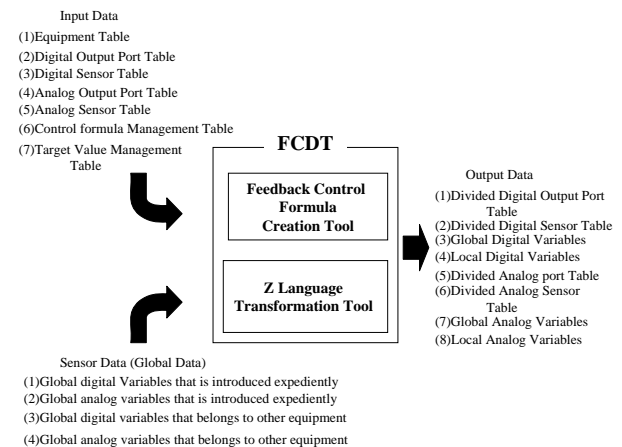 Input Data
(1)Equipment Table
(2)Digital Output Port Table
(3)Digital Sensor Table
(4)Analog Output Port Table
(5)Analog Sensor Table
(6)Control formula Management Table
(7)Target Value Management
Table
FCDT
Feedback Control
Formula
Creation Tool
Z Language
Transformation Tool
Output Data
(1)Divided Digital Output Port
Table
(2)Divided Digital Sensor Table
(3)Global Digital Variables
(4)Local Digital Variables
(5)Divided Analog port Table
(6)Divided Analog Sensor
Table
(7)Global Analog Variables
(8)Local Analog Variables
Sensor Data (Global Data)
(1)Global digital Variables that is introduced expediently
(2)Global analog variables that is introduced expediently
(3)Global digital variables that belongs to other equipment
(4)Global analog variables that belongs to other equipment